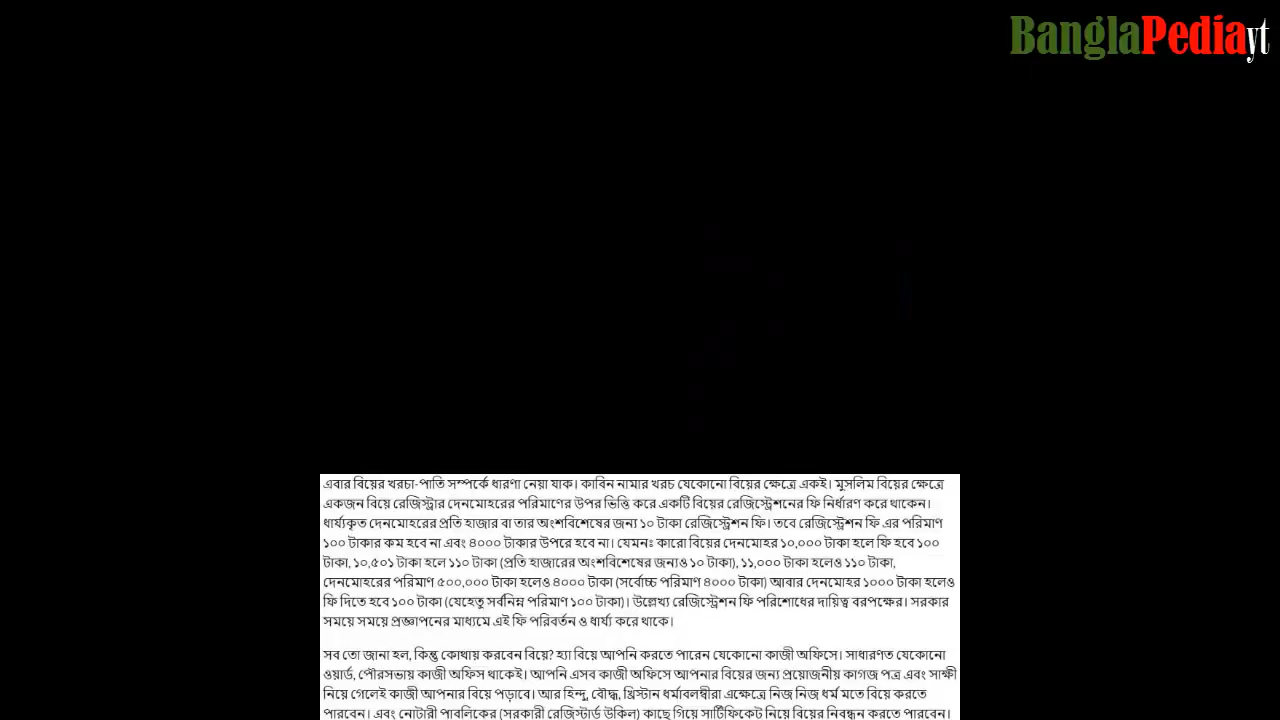 BanglaPediayt
এবার বিয়ের খরচা-পাতি সম্পর্কে ধারণা নেয়া যাক। কাবিন নামার খরচ যেকোনো বিয়ের ক্ষেত্রে একই। মুসলিম বিয়ের ক্ষেত্রে
একজন বিয়ে রেজিস্ট্রার দেনমোহরের পরিমাণের উপর ভিত্তি করে একটি বিয়ের রেজিস্ট্রেশনের ফি নির্ধারণ করে থাকেন।
ধার্য্যকৃত দেনমোহরের প্রতি হাজার বা তার অংশবিশেষের জন্য ১০ টাকা রেজিস্ট্রেশন ফি। তবে রেজিস্ট্রেশন ফি এর পরিমাণ
১০০ টাকার কম হবে না এবং ৪০০০ টাকার উপরে হবে না। যেমনঃ কারো বিয়ের দেনমোহর ১০,০০০ টাকা হলে ফি হবে ১০০
টাকা, ১০,৫০১ টাকা হলে ১১০ টাকা (প্রতি হাজারের অংশবিশেষের জন্যও ১০ টাকা), ১১,০০০ টাকা হলেও ১১০ টাকা,
দেনমোহরের পরিমাণ ৫০০,০০০ টাকা হলেও ৪০০০ টাকা (সর্বোচ্চ পরিমাণ ৪০০০ টাকা) আবার দেনমোহর ১০০০ টাকা হলেও
ফি দিতে হবে ১০০ টাকা (যেহেতু সর্বনিম্ন পরিমাণ ১০০ টাকা)। উল্লেখ্য রেজিস্ট্রেশন ফি পরিশোধের দায়িত্ব বরপক্ষের। সরকার
সময়ে সময়ে প্রজ্ঞাপনের মাধ্যমে এই ফি পরিবর্তন ও ধার্য্য করে থাকে।
সব তো জানা হল, কিন্তু কোথায় করবেন বিয়ে? হ্যা বিয়ে আপনি করতে পারেন যেকোনো কাজী অফিসে। সাধারণত যেকোনো
ওয়ার্ড, পৌরসভায় কাজী অফিস থাকেই। আপনি এসব কাজী অফিসে আপনার বিয়ের জন্য প্রয়োজনীয় কাগজ পত্র এবং সাক্ষী
নিয়ে গেলেই কাজী আপনার বিয়ে পড়াবে। আর হিন্দু, বৌদ্ধ, খ্রিস্টান ধর্মাবলম্বীরা এক্ষেত্রে নিজ নিজ ধর্ম মতে বিয়ে করতে
পারবেন। এবং নোটারী পাবলিকের (সরকারী রেজিস্টার্ড উকিল) কাছে গিয়ে সার্টিফিকেট নিয়ে বিয়ের নিবন্ধন করতে পারবেন।